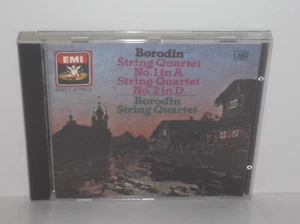 EMI
Borodin
String Quartet
No.1 in A
String Quartet
No.2 in D
Borodin
String Quartet